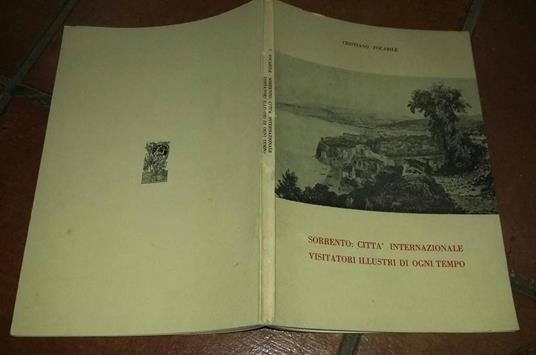 CRISTIANO FOCARILE
SORRENTO: CITTA' INTERNAZIONALE
VISITATORI ILLUSTRI DI OGNI TEMPO